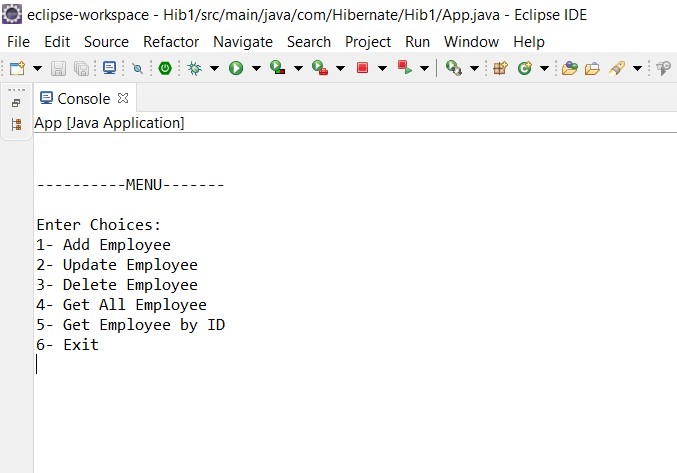 eclipse-workspace - Hib1/src/main/java/com/Hibernate/Hib1/App.java - Eclipse IDE
File Edit Source Refactor Navigate Search Project Run Window Help
Console
App [Java Application]
----------MENU-------
Enter Choices:
1- Add Employee
2- Update Employee
3- Delete Employee
4- Get All Employee
5- Get Employee by ID
6- Exit